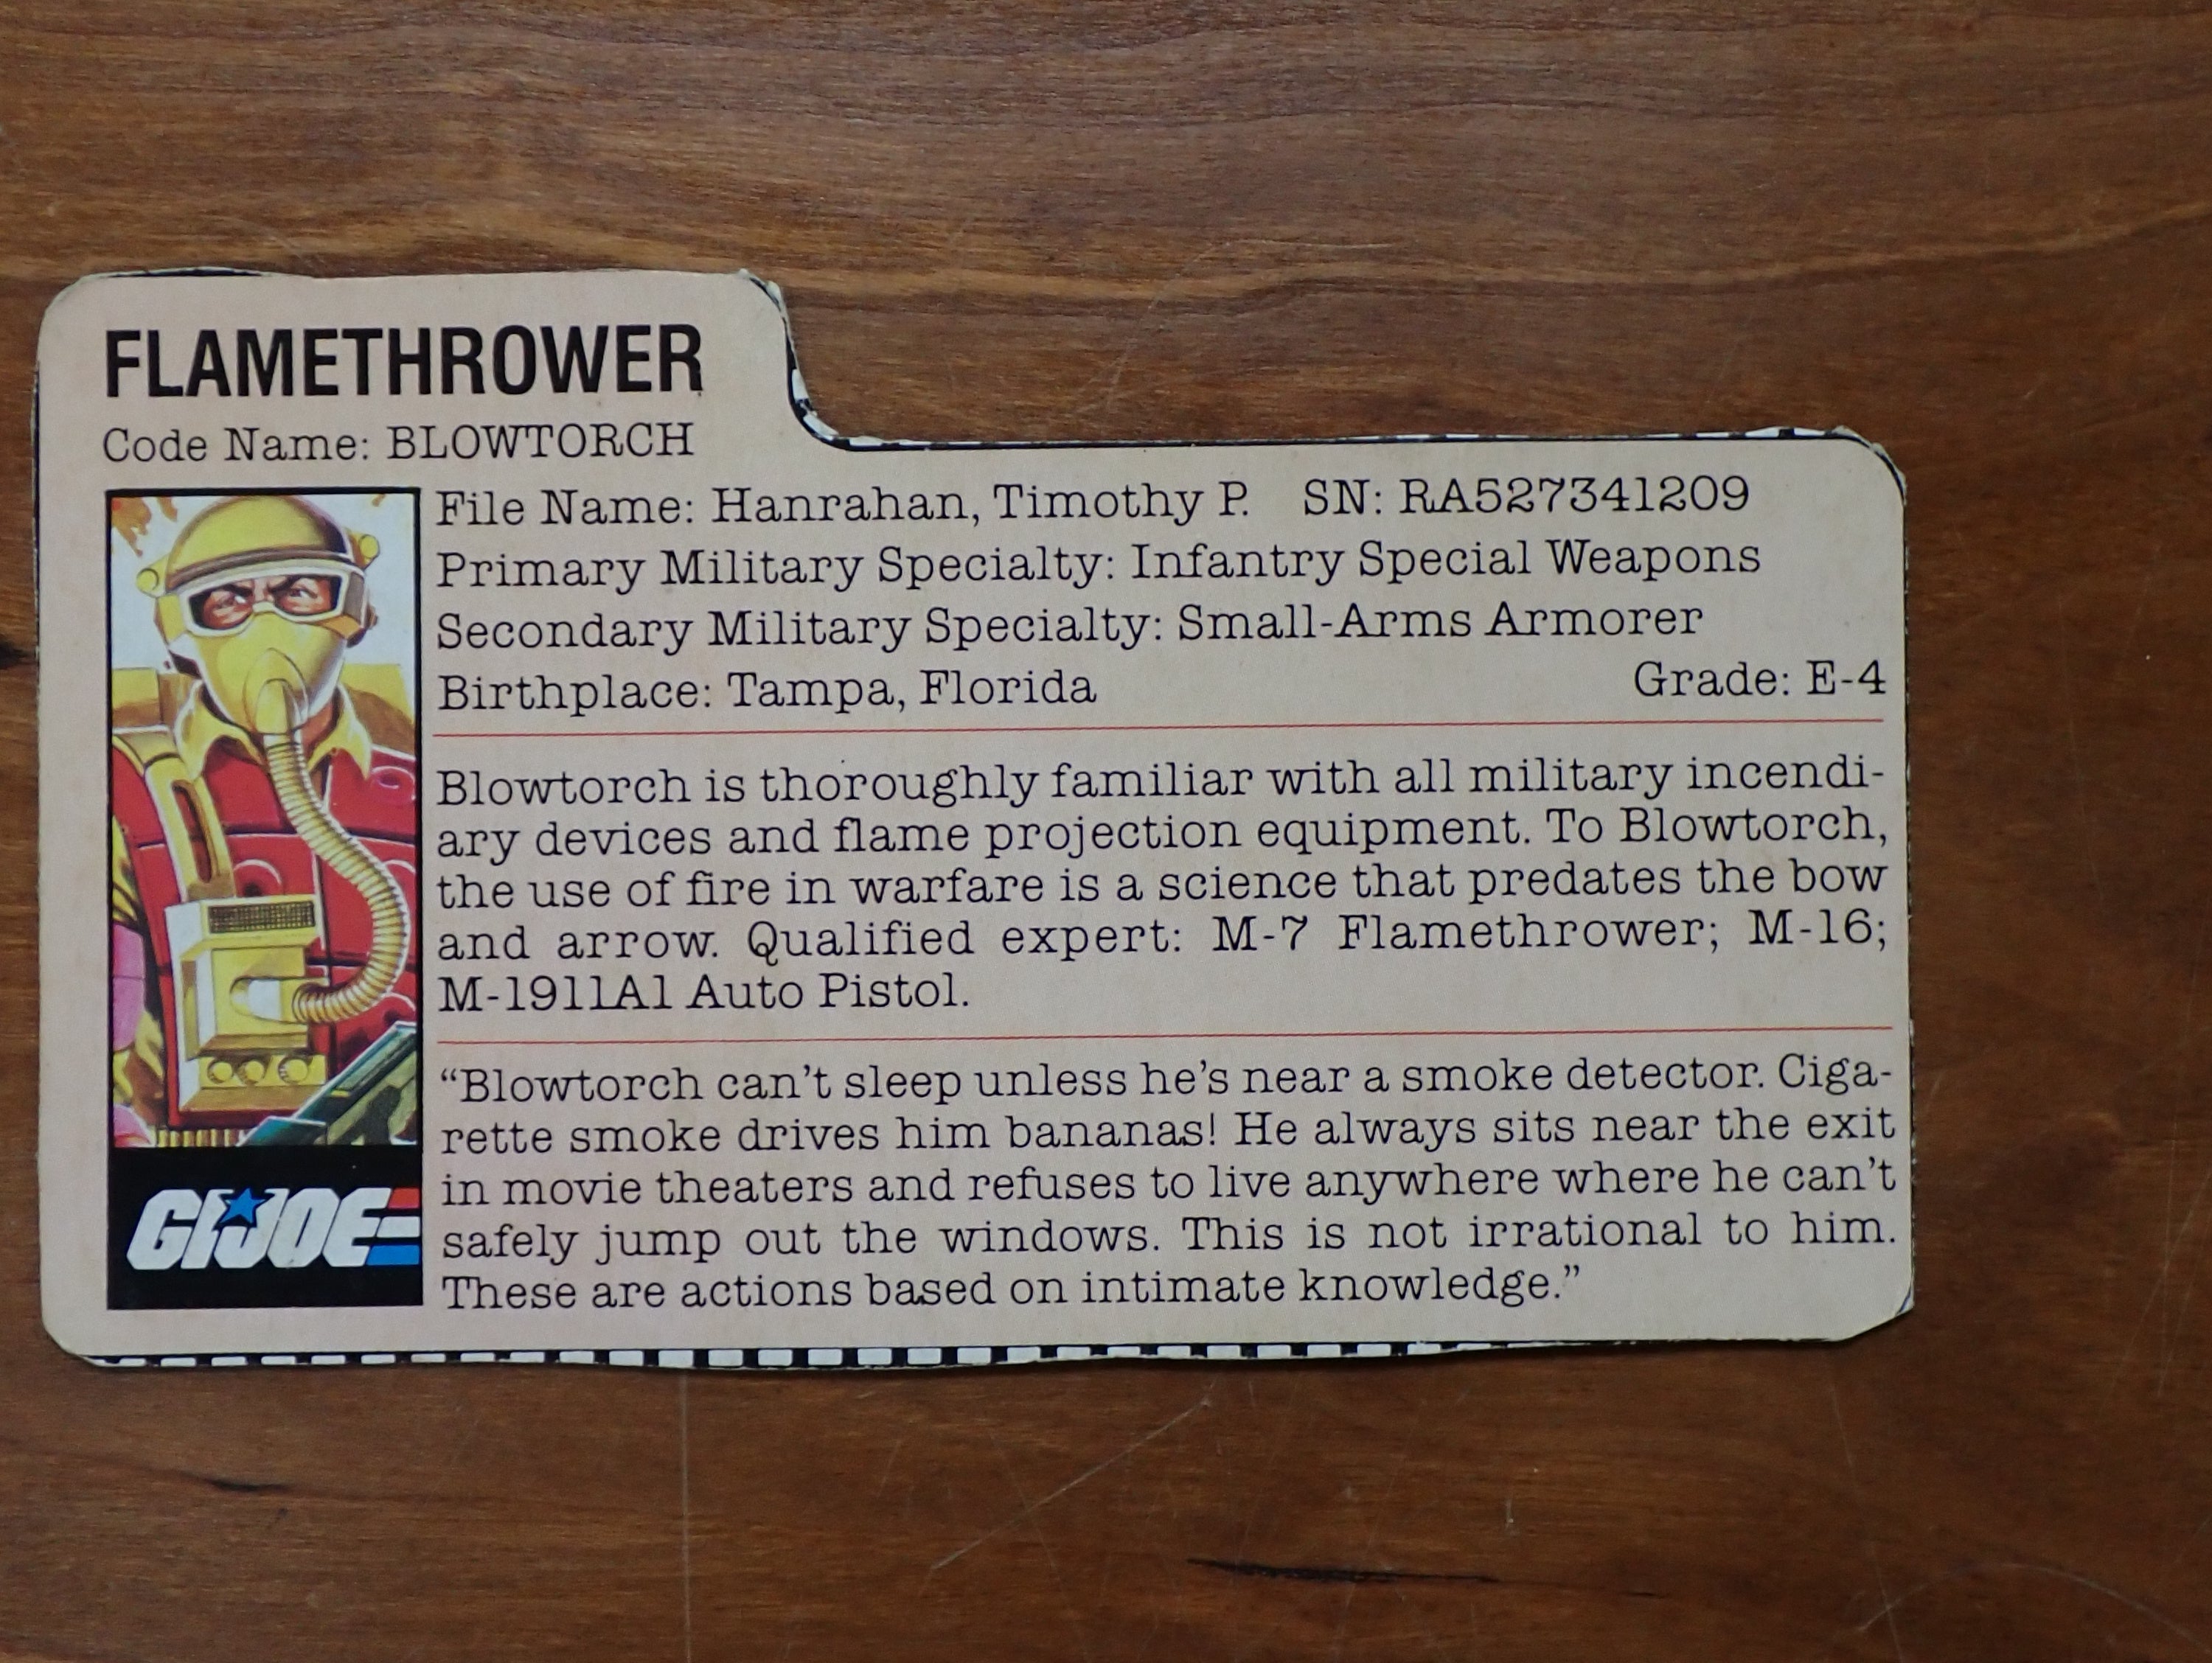 FLAMETHROWER
Code Name: BLOWTORCH
File Name: Hanrahan, Timothy P. SN: RA527341209
Primary Military Specialty: Infantry Special Weapons
Secondary Military Specialty: Small-Arms Armorer
Birthplace: Tampa, Florida Grade: E-4
Blowtorch is thoroughly familiar with all military incendi-
ary devices and flame projection equipment. To Blowtorch,
the use of fire in warfare is a science that predates the bow
and arrow. Qualified expert: M-7 Flamethrower; M-16;
M-1911A1 Auto Pistol.
“Blowtorch can’t sleep unless he’s near a smoke detector. Ciga-
rette smoke drives him bananas! He always sits near the exit
in movie theaters and refuses to live anywhere where he can’t
safely jump out the windows. This is not irrational to him.
These are actions based on intimate knowledge.”
GI JOE